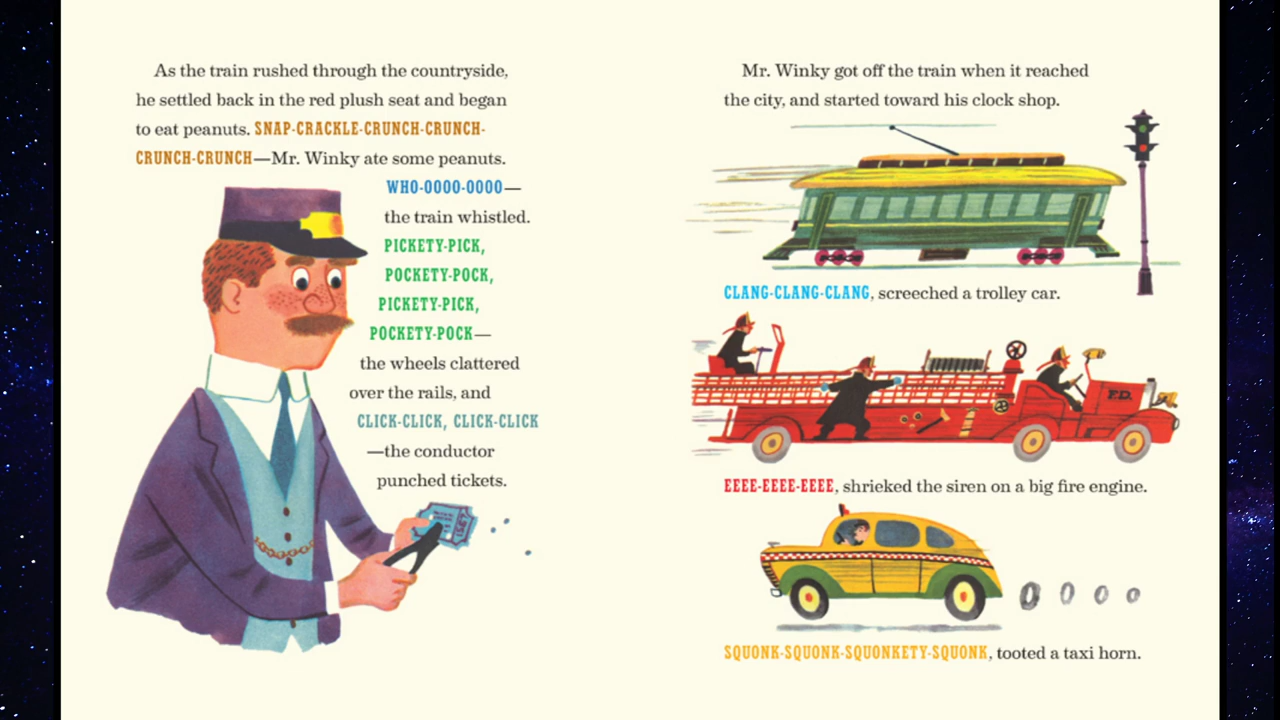 As the train rushed through the countryside,
he settled back in the red plush seat and began
to eat peanuts. SNAP-CRACKLE-CRUNCH-CRUNCH-
CRUNCH-CRUNCH—Mr. Winky ate some peanuts.
WHO-OOOO-OOOO—
the train whistled.
PICKETY-PICK,
POCKETY-POCK,
PICKETY-PICK,
POCKETY-POCK—
the wheels clattered
over the rails, and
CLICK-CLICK, CLICK-CLICK
—the conductor
punched tickets.
Mr. Winky got off the train when it reached
the city, and started toward his clock shop.
CLANG-CLANG-CLANG, screeched a trolley car.
F.D.
EEEE-EEEE-EEEE, shrieked the siren on a big fire engine.
SQUONK-SQUONK-SQUONKETY-SQUONK, tooted a taxi horn.